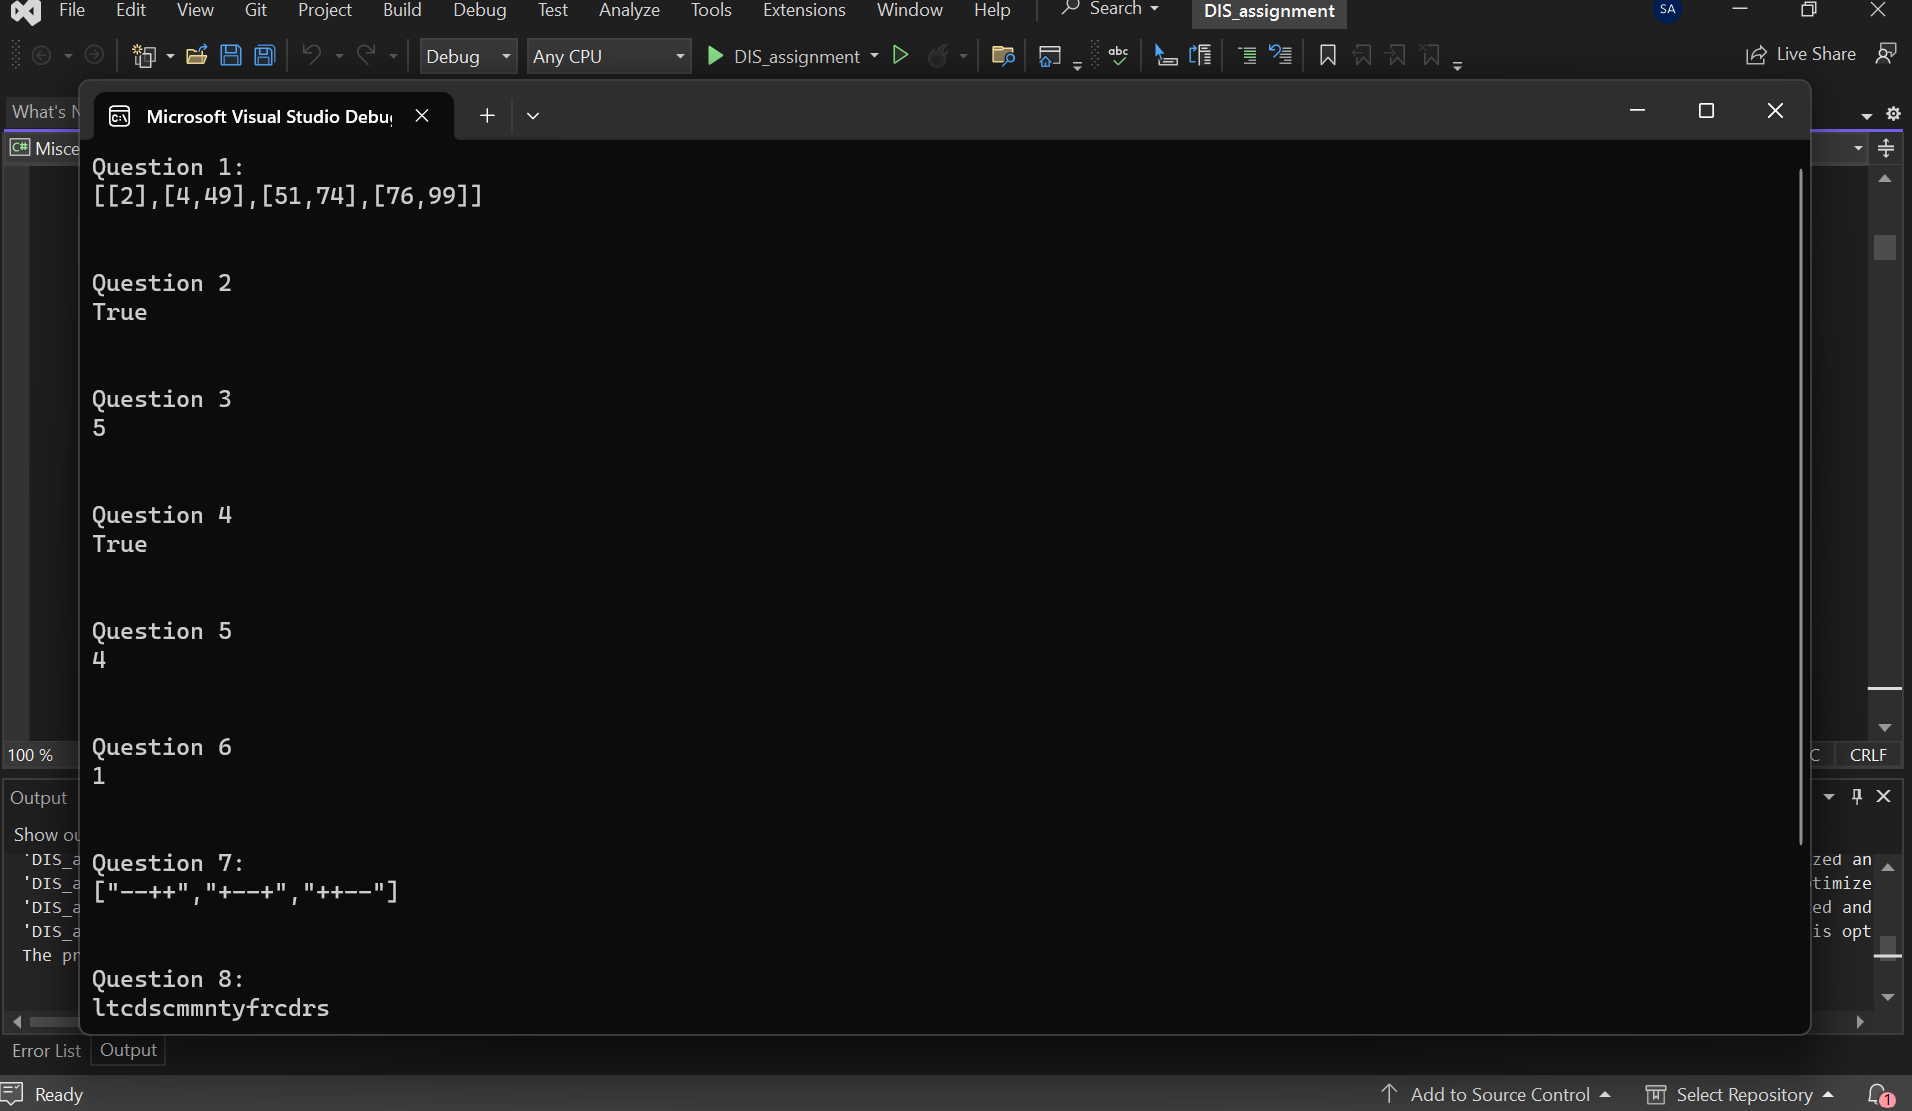 File Edit View Git Project Build Debug Test Analyze Tools Extensions Window Help Search DIS_assignment SA
Debug Any CPU DIS_assignment abc Live Share
What's N
Microsoft Visual Studio Debu
C# Misce
Question 1:
[[2],[4,49],[51,74],[76,99]]
Question 2
True
Question 3
5
Question 4
True
Question 5
4
Question 6
1
Question 7:
["--++","+--+","++--"]
Question 8:
ltcdscmmntyfrcdrs
100 % C CRLF
Output
Show ou
'DIS_a zed an
'DIS_a timize
'DIS_a ed and
'DIS_a is opt
The pr
Error List Output
Ready Add to Source Control Select Repository 1